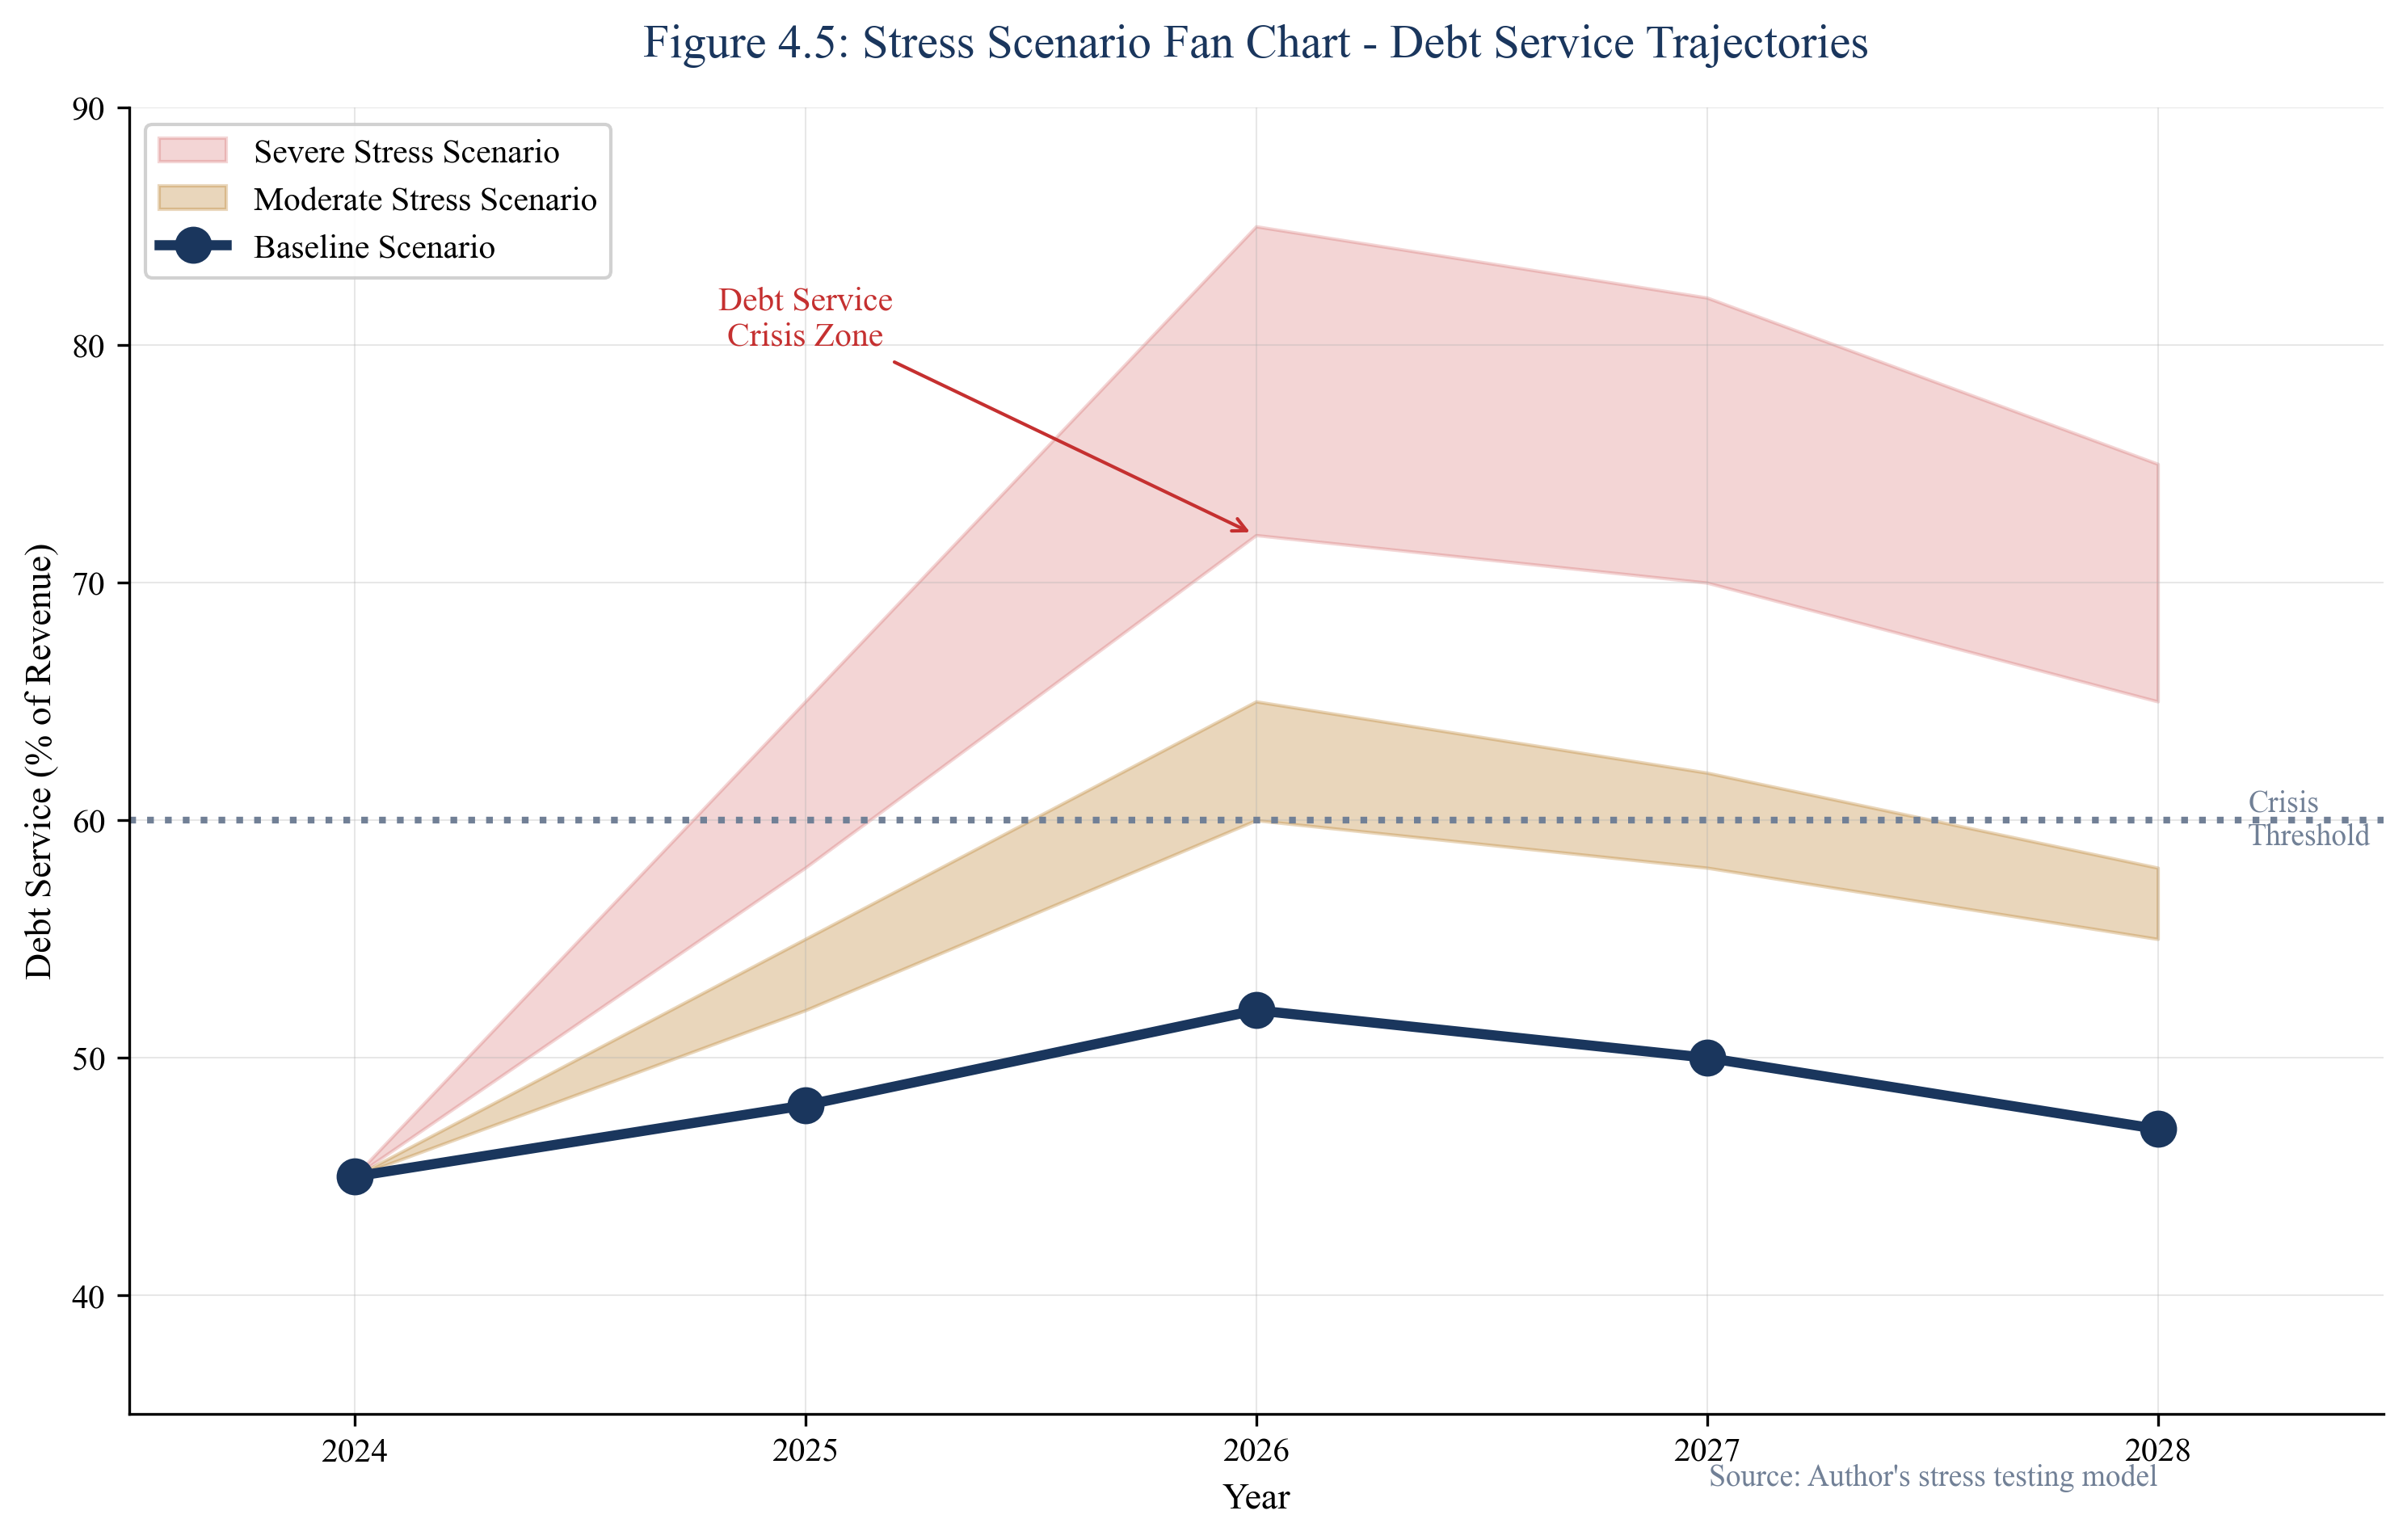 Figure 4.5: Stress Scenario Fan Chart - Debt Service Trajectories
90
80
70
60
50
40
Debt Service (% of Revenue)
Severe Stress Scenario
Moderate Stress Scenario
Baseline Scenario
Debt Service
Crisis Zone
Crisis
Threshold
2024
2025
2026
2027
2028
Year
Source: Author's stress testing model